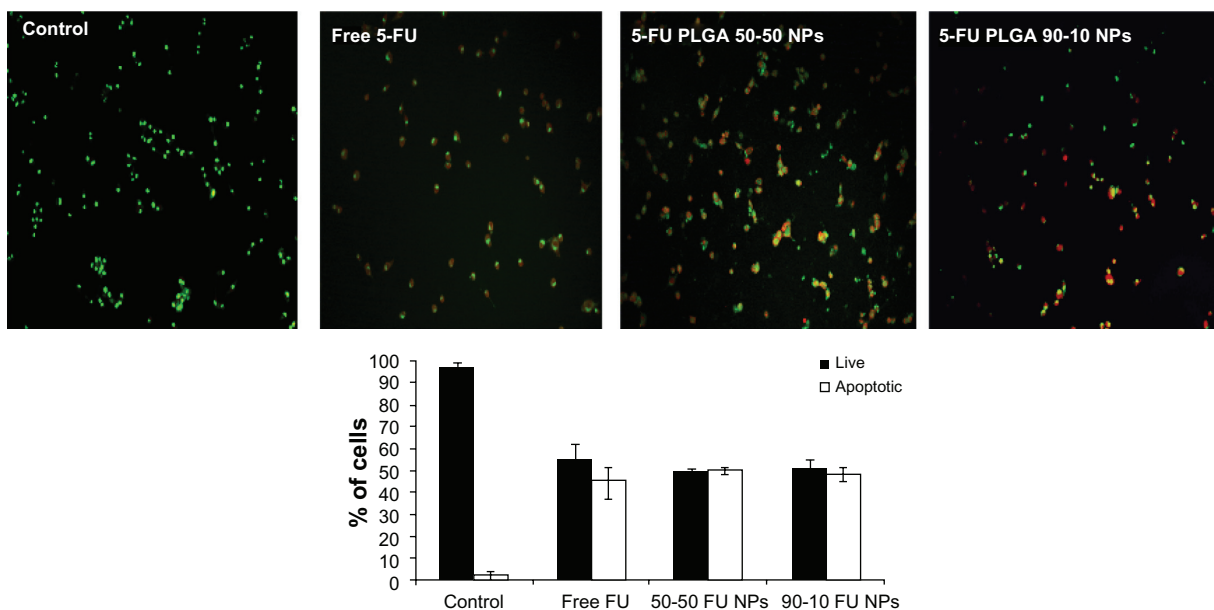 Control
Free 5-FU
5-FU PLGA 50-50 NPs
5-FU PLGA 90-10 NPs
% of cells
100
90
80
70
60
50
40
30
20
10
0
Live
Apoptotic
Control
Free FU
50-50 FU NPs
90-10 FU NPs